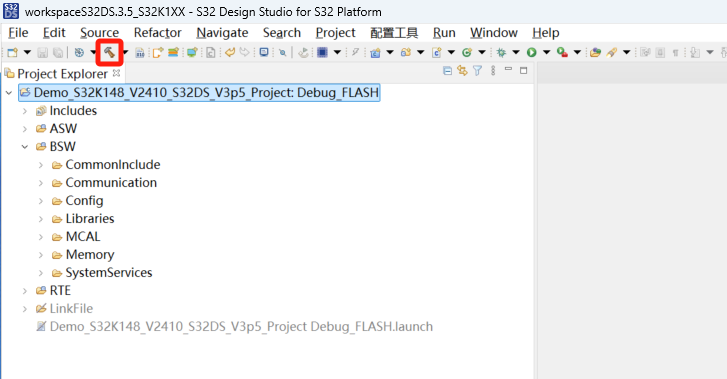 S32 DS
workspaceS32DS.3.5_S32K1XX - S32 Design Studio for S32 Platform
File Edit Source Refactor Navigate Search Project 配置工具 Run Window Help
Project Explorer
Demo_S32K148_V2410_S32DS_V3p5_Project: Debug_FLASH
Includes
ASW
BSW
CommonInclude
Communication
Config
Libraries
MCAL
Memory
SystemServices
RTE
LinkFile
Demo_S32K148_V2410_S32DS_V3p5_Project Debug_FLASH.launch